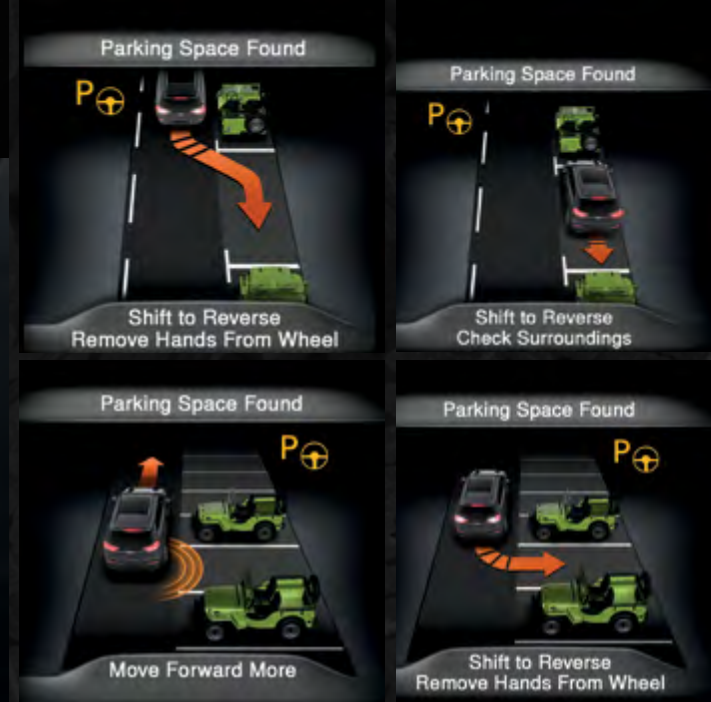 Parking Space Found
P
Shift to Reverse
Remove Hands From Wheel
Parking Space Found
P
Shift to Reverse
Check Surroundings
Parking Space Found
P
Move Forward More
Parking Space Found
P
Shift to Reverse
Remove Hands From Wheel